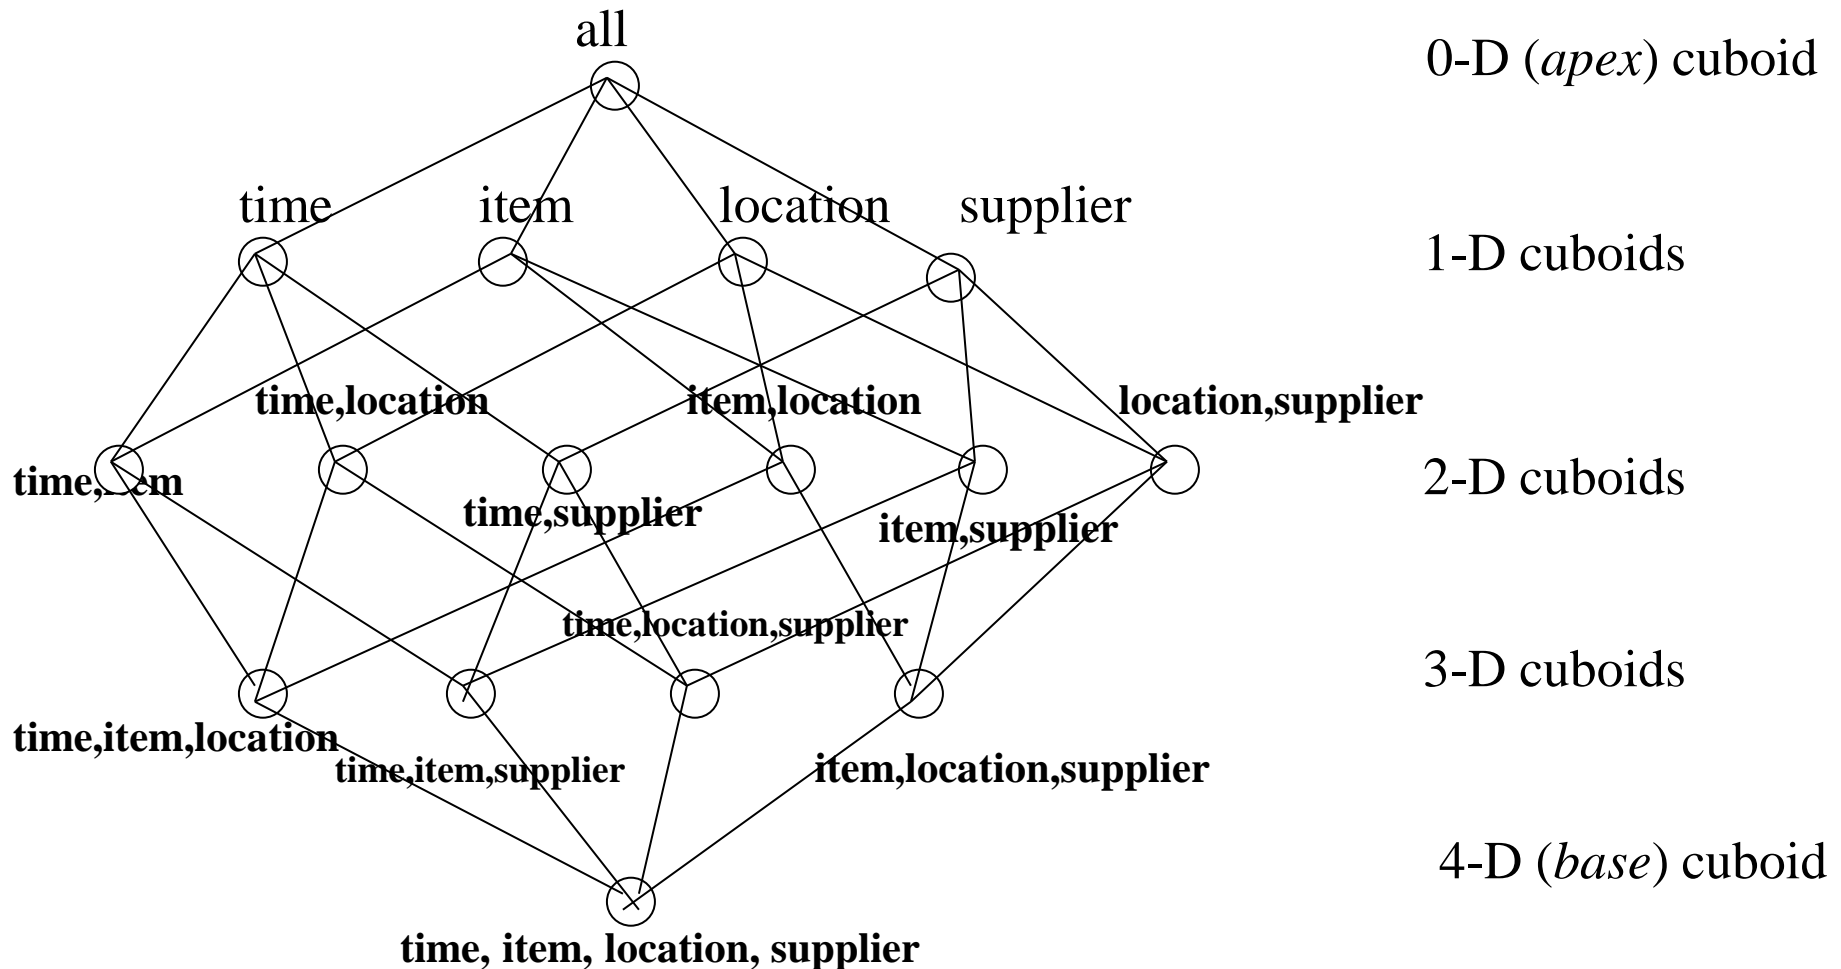 all
0-D (apex) cuboid
time item location supplier
1-D cuboids
time,location item,location location,supplier
time,item
2-D cuboids
time,supplier
item,supplier
time,location,supplier
3-D cuboids
time,item,location
time,item,supplier
item,location,supplier
4-D (base) cuboid
time, item, location, supplier